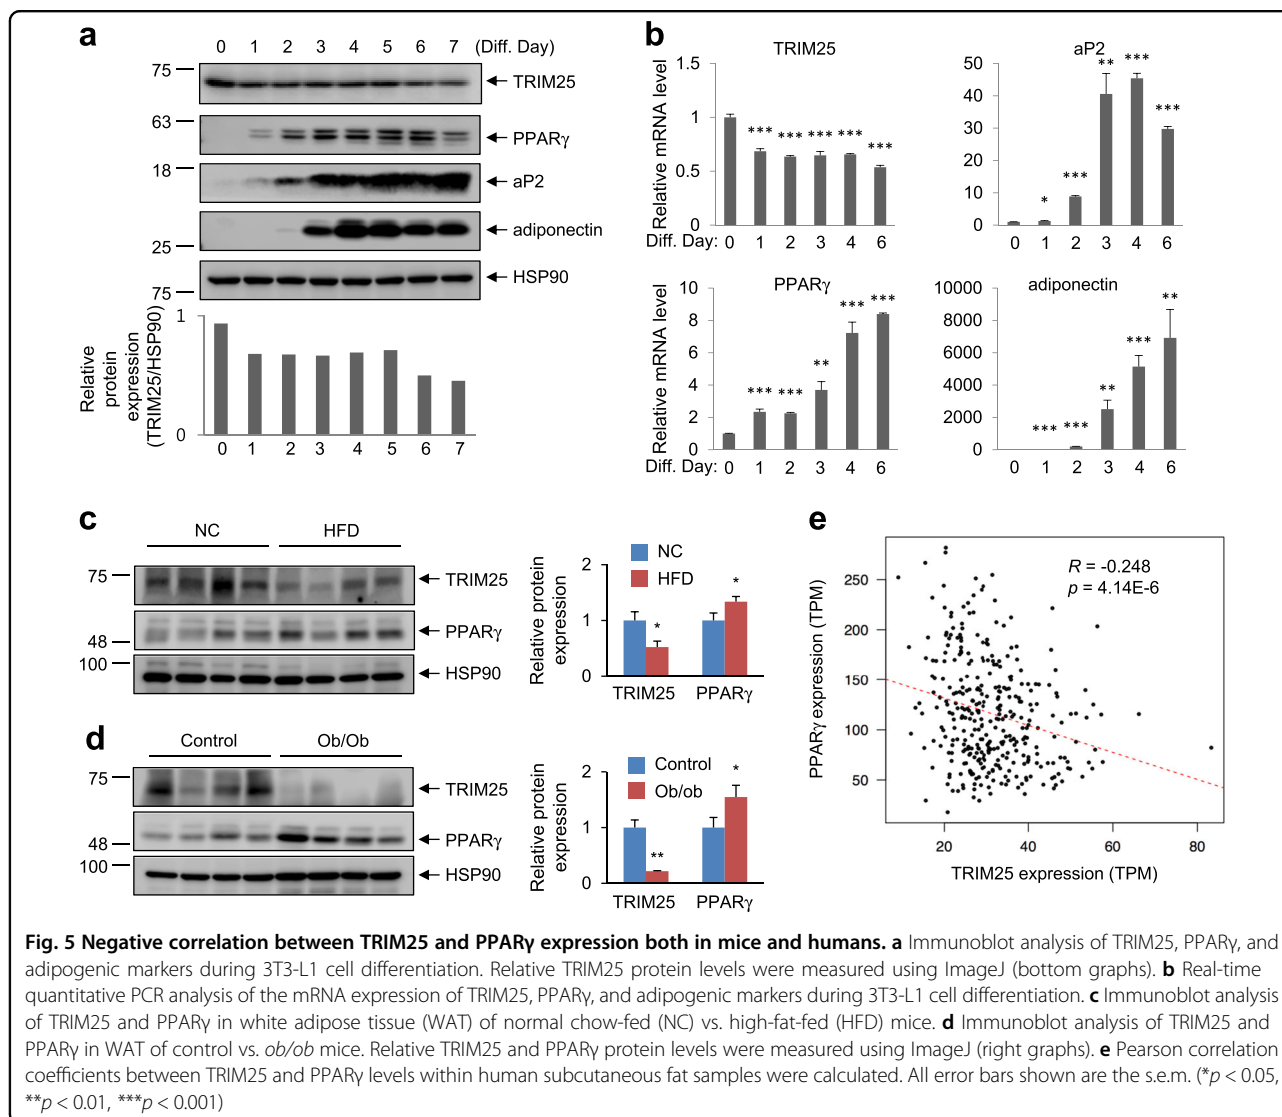 a
0 1 2 3 4 5 6 7 (Diff. Day)
75
TRIM25
63
PPARγ
18
aP2
adiponectin
25
HSP90
75
Relative protein expression (TRIM25/HSP90)
1
0
0 1 2 3 4 5 6 7
b
TRIM25
Relative mRNA level
1.5
1
0.5
0
***
***
***
***
***
Diff. Day: 0 1 2 3 4 6
aP2
50
40
30
20
10
0
*
***
**
***
***
0 1 2 3 4 6
PPARγ
Relative mRNA level
10
8
6
4
2
0
***
***
**
***
***
Diff. Day: 0 1 2 3 4 6
adiponectin
10000
8000
6000
4000
2000
0
***
***
**
***
**
0 1 2 3 4 6
c
NC HFD
75
TRIM25
PPARγ
48
100
HSP90
Relative protein
expression
2
1
0
NC
HFD
*
*
TRIM25 PPARγ
d
Control Ob/Ob
75
TRIM25
PPARγ
48
100
HSP90
Relative protein
expression
2
1
0
Control
Ob/ob
**
*
TRIM25 PPARγ
e
PPARγ expression (TPM)
250
200
150
100
50
R = -0.248
p = 4.14E-6
20 40 60 80
TRIM25 expression (TPM)
Fig. 5 Negative correlation between TRIM25 and PPARγ expression both in mice and humans. a Immunoblot analysis of TRIM25, PPARγ, and
adipogenic markers during 3T3-L1 cell differentiation. Relative TRIM25 protein levels were measured using ImageJ (bottom graphs). b Real-time
quantitative PCR analysis of the mRNA expression of TRIM25, PPARγ, and adipogenic markers during 3T3-L1 cell differentiation. c Immunoblot analysis
of TRIM25 and PPARγ in white adipose tissue (WAT) of normal chow-fed (NC) vs. high-fat-fed (HFD) mice. d Immunoblot analysis of TRIM25 and
PPARγ in WAT of control vs. ob/ob mice. Relative TRIM25 and PPARγ protein levels were measured using ImageJ (right graphs). e Pearson correlation
coefficients between TRIM25 and PPARγ levels within human subcutaneous fat samples were calculated. All error bars shown are the s.e.m. (*p < 0.05,
**p < 0.01, ***p < 0.001)